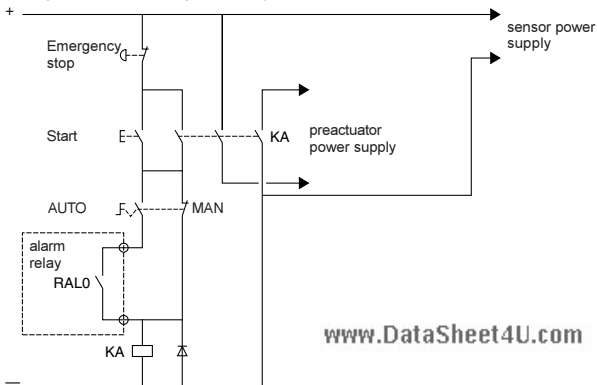 +
sensor power
supply
Emergency
stop
Start
KA
preactuator
power supply
AUTO
MAN
alarm
relay
RAL0
www.DataSheet4U.com
KA
—